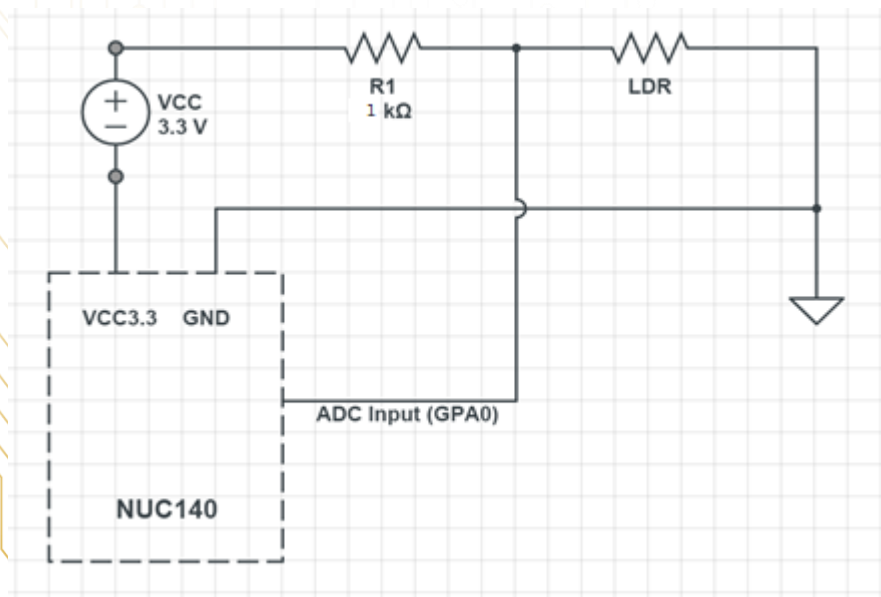 VCC
3.3 V
+
−
R1
1 kΩ
LDR
VCC3.3 GND
ADC Input (GPA0)
NUC140